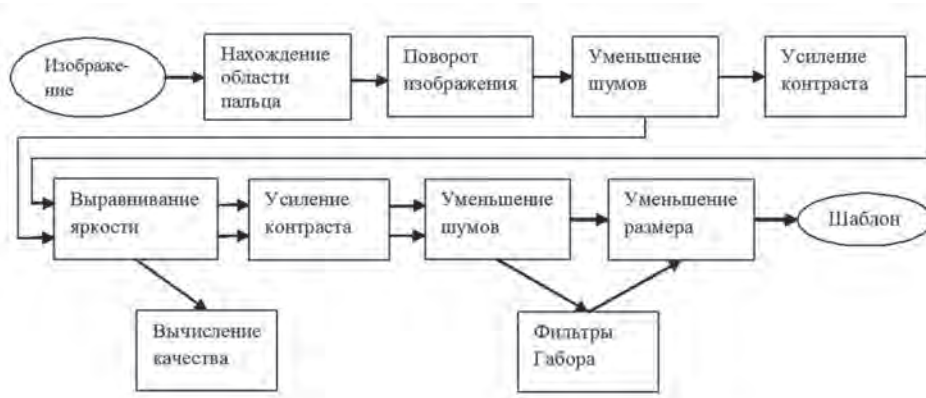 Изображе-
ние
Нахождение
области
пальца
Поворот
изображения
Уменьшение
шумов
Усиление
контраста
Выравнивание
яркости
Усиление
контраста
Уменьшение
шумов
Уменьшение
размера
Шаблон
Вычисление
качества
Фильтры
Габора